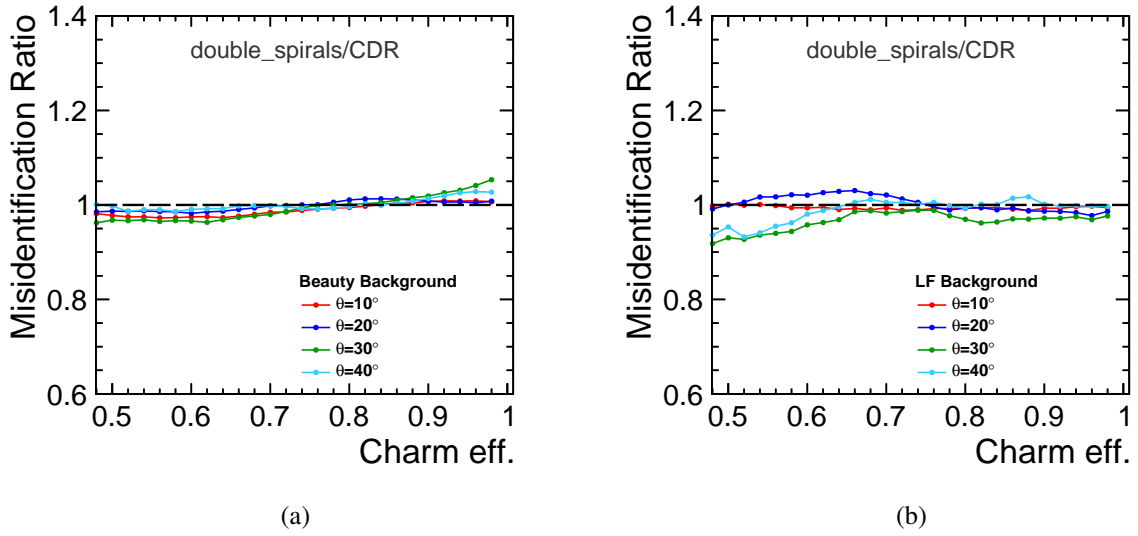 Misidentification Ratio
1.4
1.2
1
0.8
0.6
double_spirals/CDR
Beauty Background
θ=10°
θ=20°
θ=30°
θ=40°
0.5 0.6 0.7 0.8 0.9 1
Charm eff.
(a)
Misidentification Ratio
1.4
1.2
1
0.8
0.6
double_spirals/CDR
LF Background
θ=10°
θ=20°
θ=30°
θ=40°
0.5 0.6 0.7 0.8 0.9 1
Charm eff.
(b)